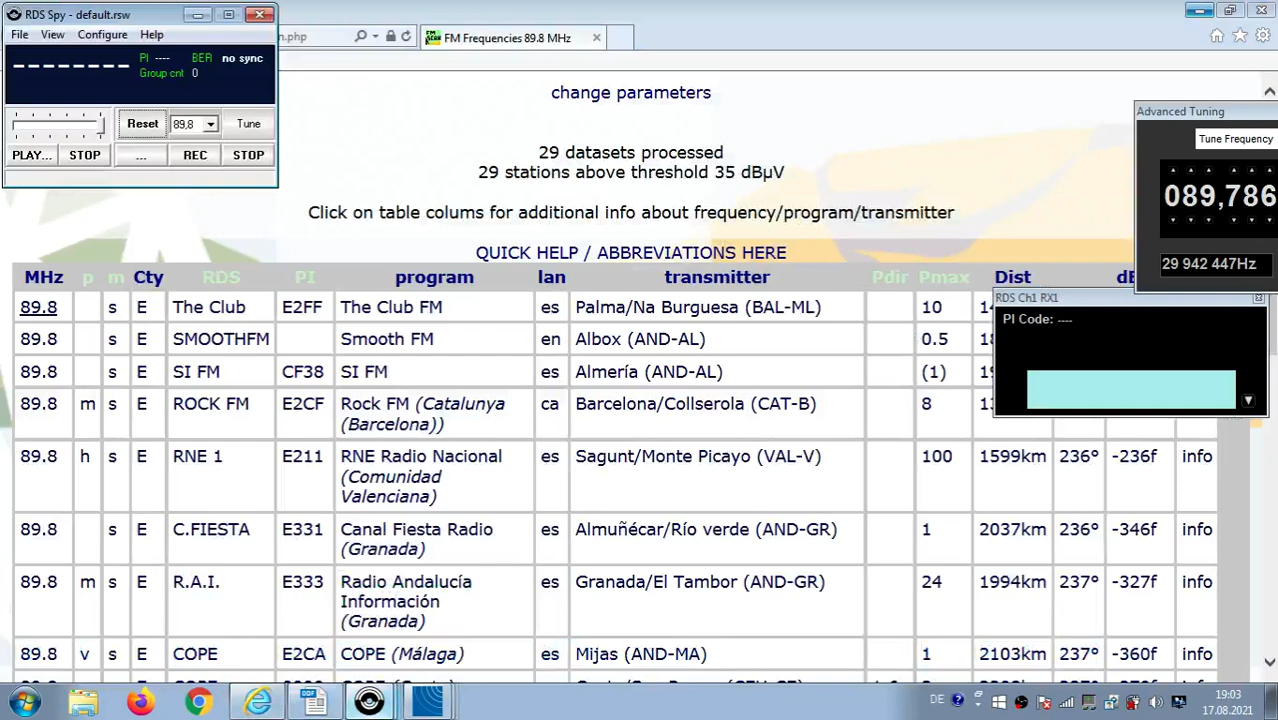 RDS Spy - default.rsw
File View Configure Help
PI ---- BER no sync
Group cnt 0
Reset 89,8 Tune
PLAY... STOP ... REC STOP
n.php
FM Frequencies 89.8 MHz
change parameters
29 datasets processed
29 stations above threshold 35 dBµV
Click on table colums for additional info about frequency/program/transmitter
QUICK HELP / ABBREVIATIONS HERE
Advanced Tuning
Tune Frequency
089,786
29 942 447Hz
RDS Ch1 RX1
PI Code: ----
MHz p m Cty RDS PI program lan transmitter Pdir Pmax Dist
89.8 s E The Club E2FF The Club FM es Palma/Na Burguesa (BAL-ML) 10
89.8 s E SMOOTHFM Smooth FM en Albox (AND-AL) 0.5
89.8 s E SI FM CF38 SI FM es Almería (AND-AL) (1)
89.8 m s E ROCK FM E2CF Rock FM (Catalunya ca Barcelona/Collserola (CAT-B) 8
(Barcelona))
89.8 h s E RNE 1 E211 RNE Radio Nacional es Sagunt/Monte Picayo (VAL-V) 100 1599km 236° -236f info
(Comunidad
Valenciana)
89.8 s E C.FIESTA E331 Canal Fiesta Radio es Almuñécar/Río verde (AND-GR) 1 2037km 236° -346f info
(Granada)
89.8 m s E R.A.I. E333 Radio Andalucía es Granada/El Tambor (AND-GR) 24 1994km 237° -327f info
Información
(Granada)
89.8 v s E COPE E2CA COPE (Málaga) es Mijas (AND-MA) 1 2103km 237° -360f info
DE
19:03
17.08.2021